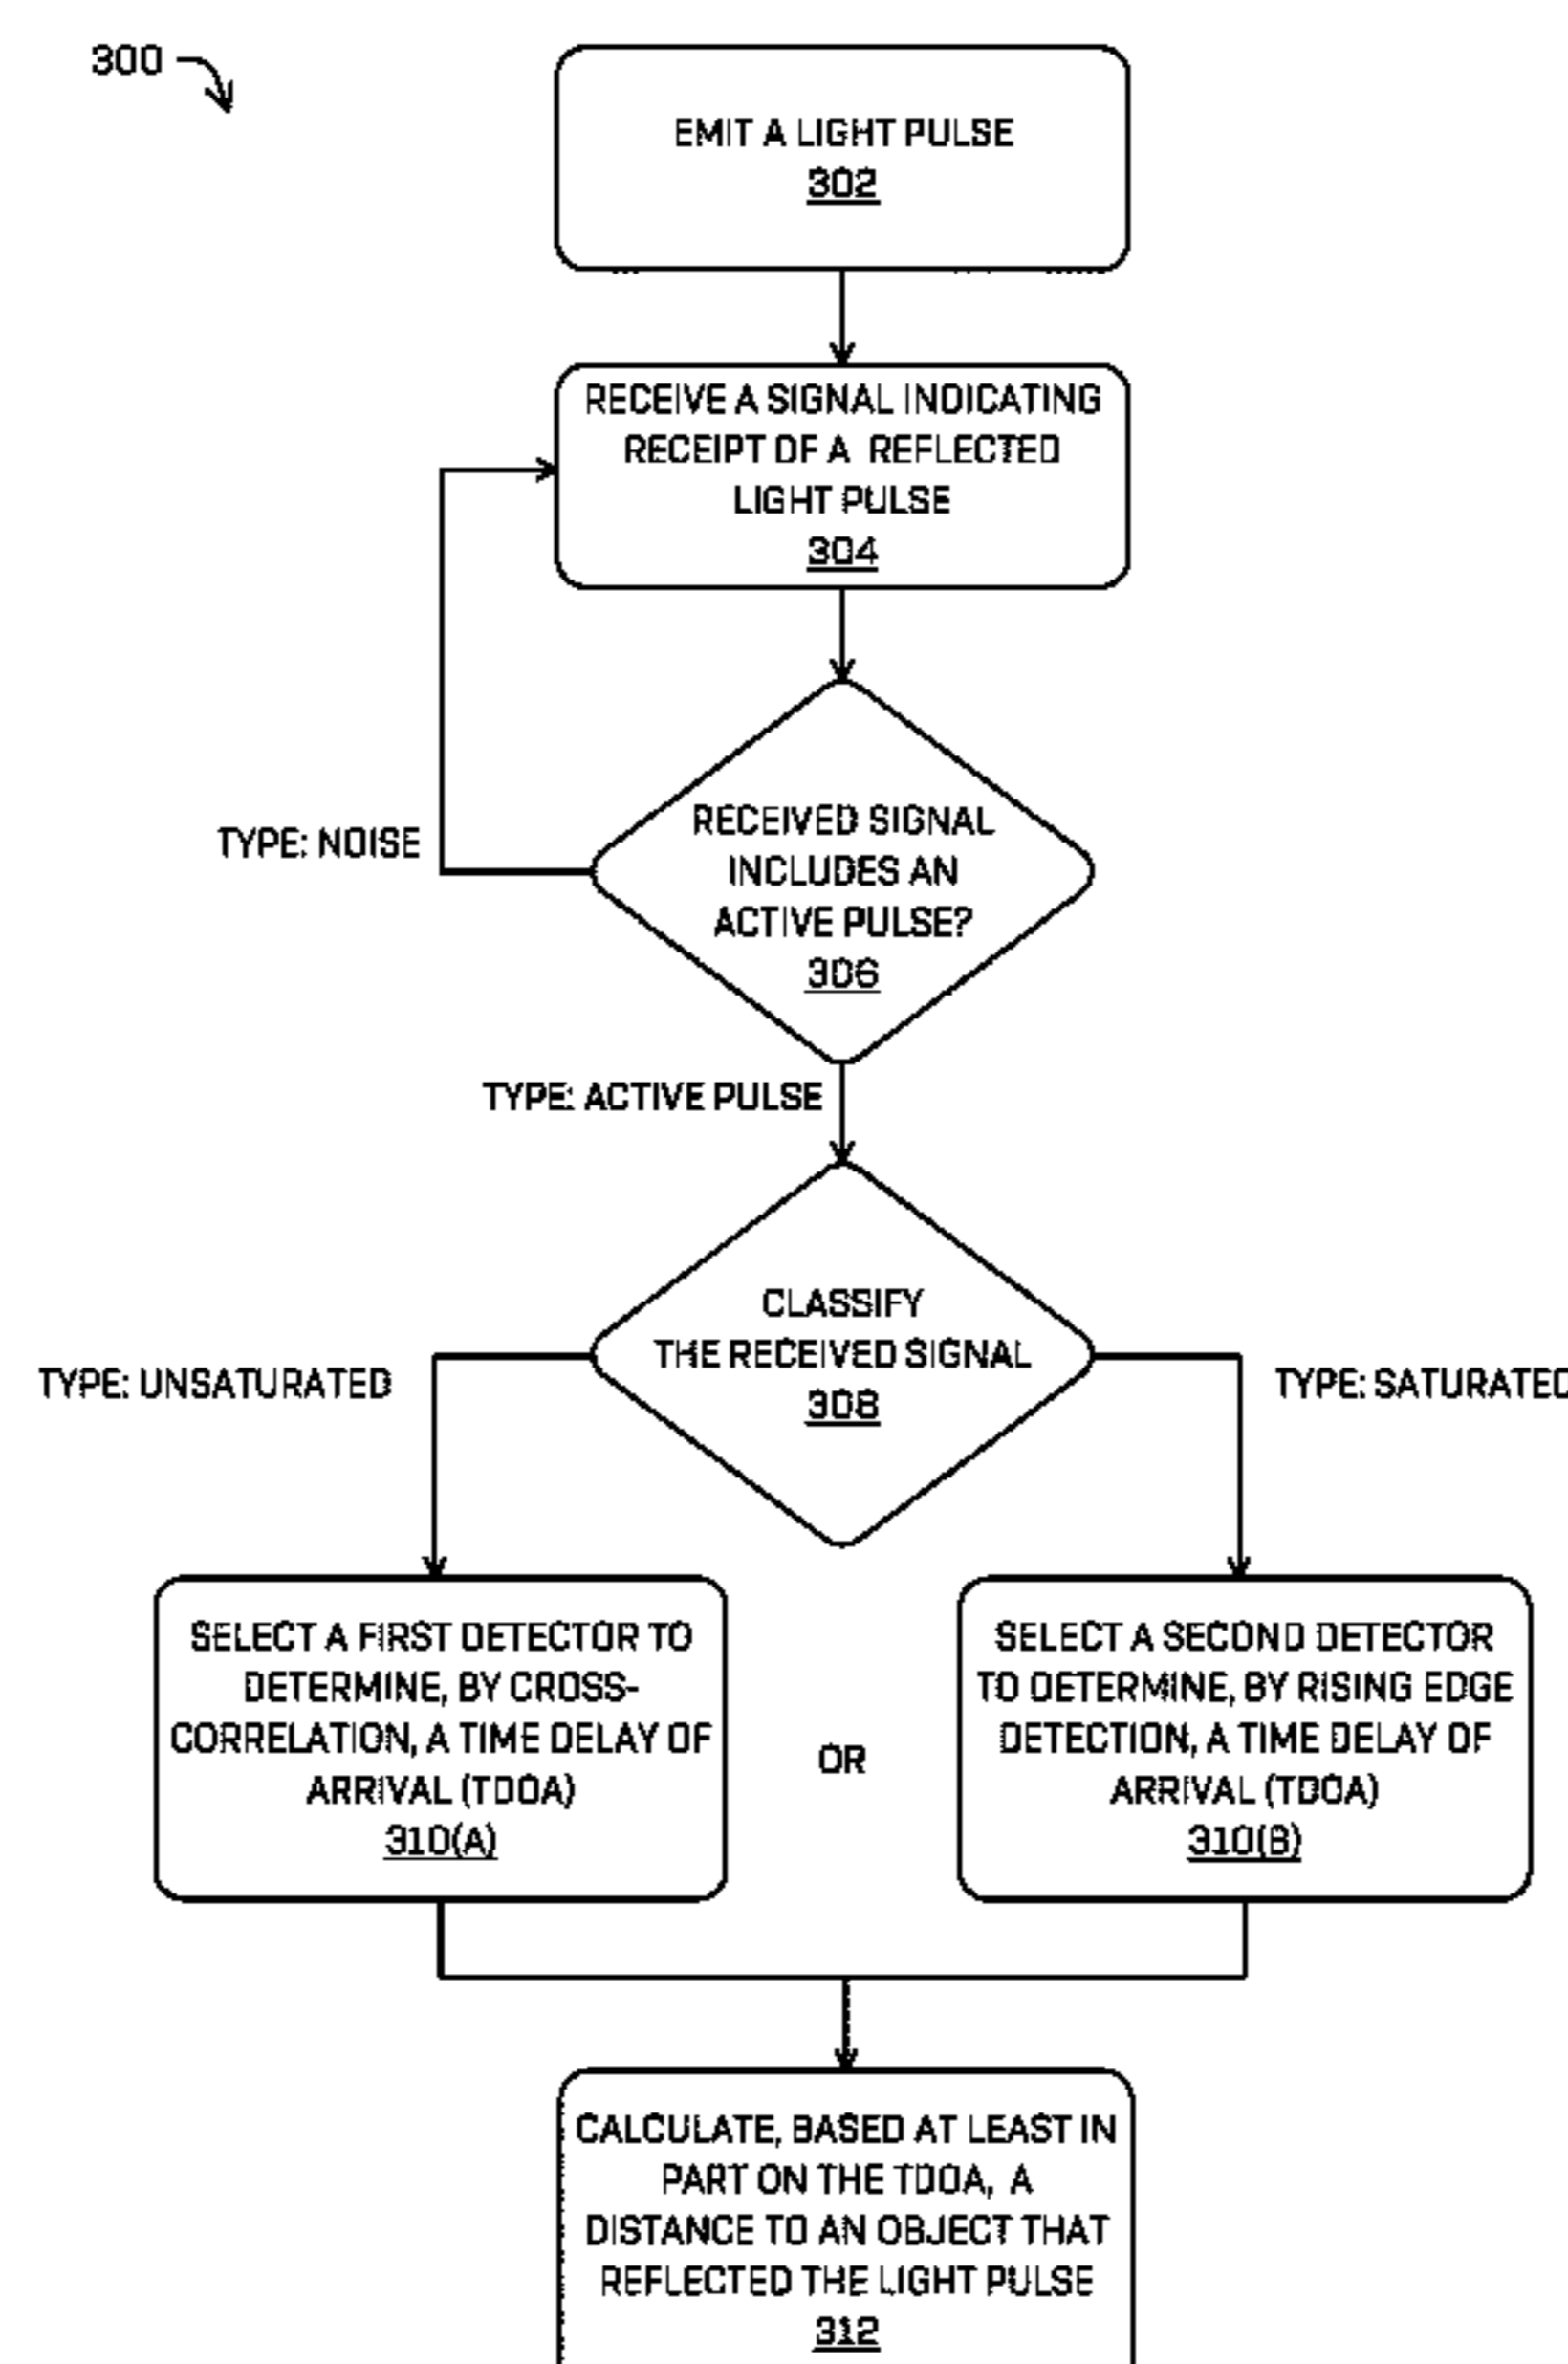 300
EMIT A LIGHT PULSE
302
RECEIVE A SIGNAL INDICATING
RECEIPT OF A REFLECTED
LIGHT PULSE
304
TYPE: NOISE
RECEIVED SIGNAL
INCLUDES AN
ACTIVE PULSE?
306
TYPE: ACTIVE PULSE
CLASSIFY
THE RECEIVED SIGNAL
308
TYPE: UNSATURATED
TYPE: SATURATED
SELECT A FIRST DETECTOR TO
DETERMINE, BY CROSS-
CORRELATION, A TIME DELAY OF
ARRIVAL (TDOA)
310(A)
OR
SELECT A SECOND DETECTOR
TO DETERMINE, BY RISING EDGE
DETECTION, A TIME DELAY OF
ARRIVAL (TDOA)
310(B)
CALCULATE, BASED AT LEAST IN
PART ON THE TDOA, A
DISTANCE TO AN OBJECT THAT
REFLECTED THE LIGHT PULSE
312